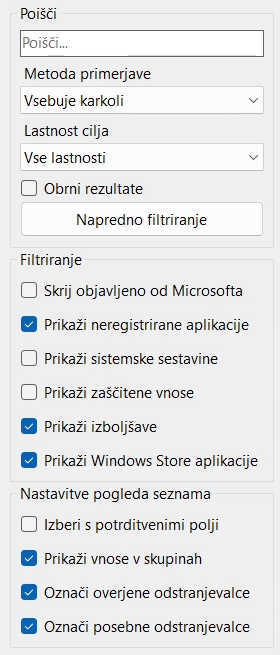 Poišči
Poišči...
Metoda primerjave
Vsebuje karkoli
Lastnost cilja
Vse lastnosti
Obrni rezultate
Napredno filtriranje
Filtriranje
Skrij objavljeno od Microsofta
Prikaži neregistrirane aplikacije
Prikaži sistemske sestavine
Prikaži zaščitene vnose
Prikaži izboljšave
Prikaži Windows Store aplikacije
Nastavitve pogleda seznama
Izberi s potrditvenimi polji
Prikaži vnose v skupinah
Označi overjene odstranjevalce
Označi posebne odstranjevalce